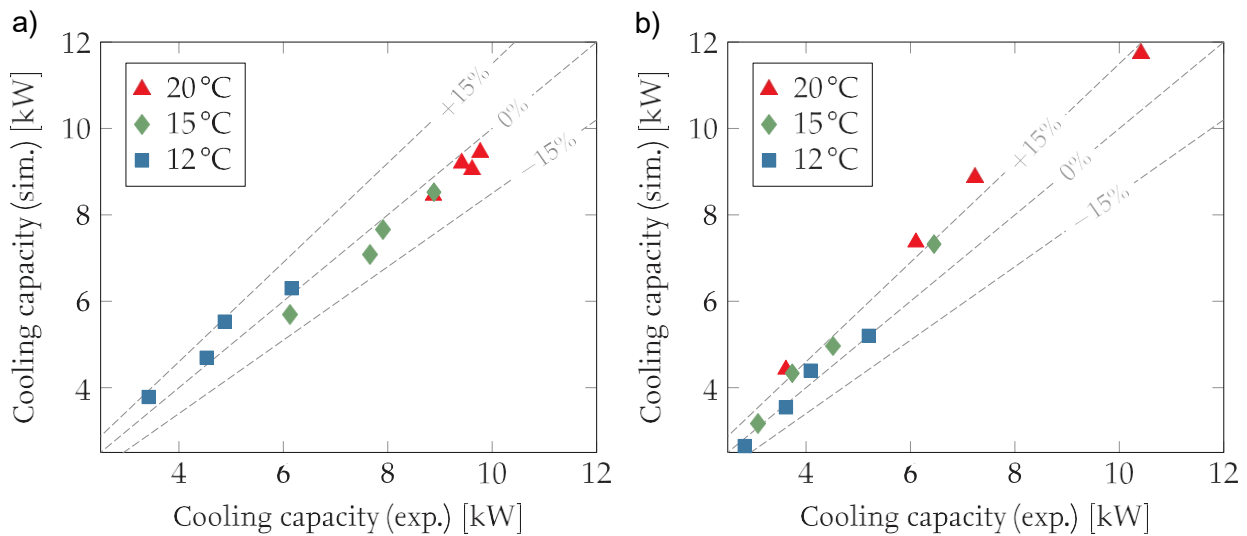 a)
Cooling capacity (sim.) [kW]
12
10
8
6
4
20 °C
15 °C
12 °C
+15%
0%
−15%
4 6 8 10 12
Cooling capacity (exp.) [kW]
b)
Cooling capacity (sim.) [kW]
12
10
8
6
4
20 °C
15 °C
12 °C
+15%
0%
−15%
4 6 8 10 12
Cooling capacity (exp.) [kW]